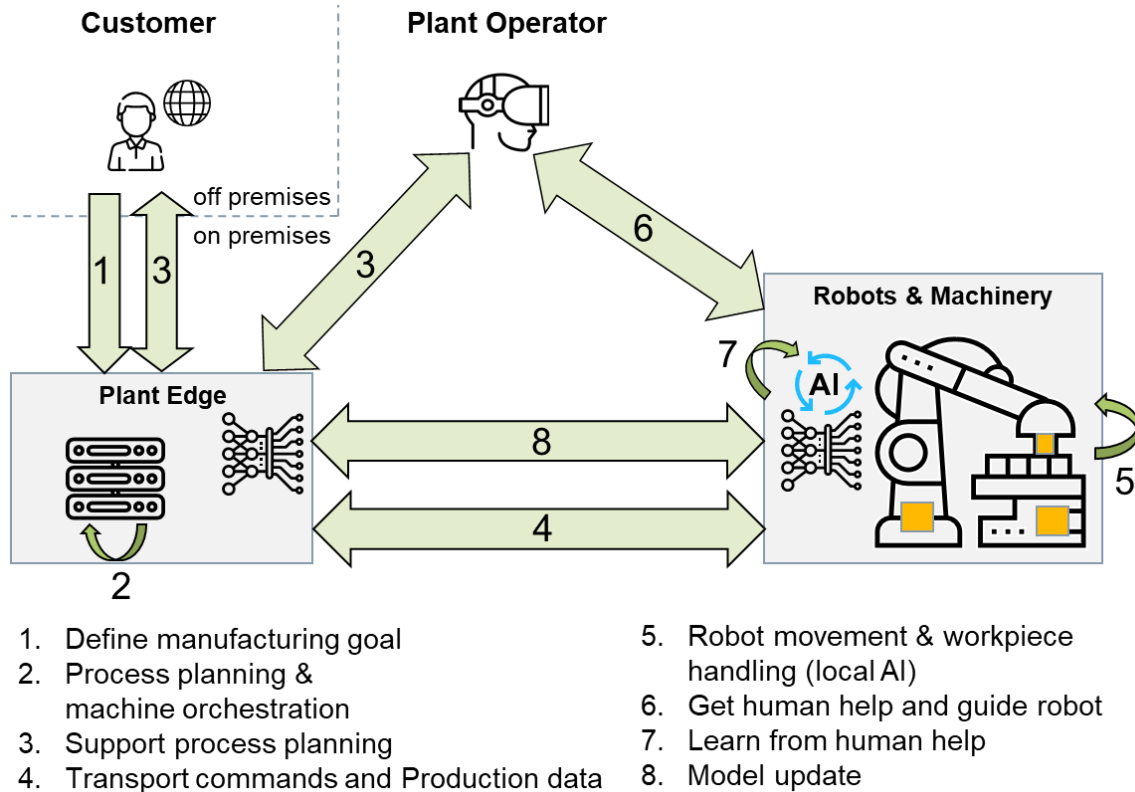 Customer
Plant Operator
off premises
on premises
1
3
3
6
Robots & Machinery
7
AI
Plant Edge
8
5
4
2
1. Define manufacturing goal
2. Process planning &
machine orchestration
3. Support process planning
4. Transport commands and Production data
5. Robot movement & workpiece
handling (local AI)
6. Get human help and guide robot
7. Learn from human help
8. Model update